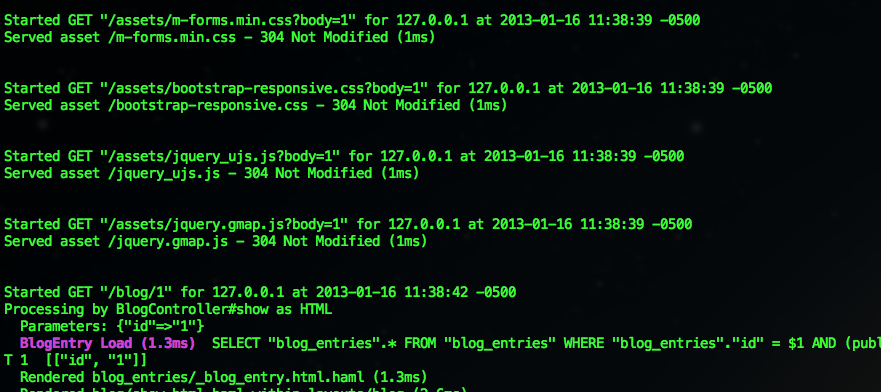 Started GET "/assets/m-forms.min.css?body=1" for 127.0.0.1 at 2013-01-16 11:38:39 -0500
Served asset /m-forms.min.css - 304 Not Modified (1ms)
Started GET "/assets/bootstrap-responsive.css?body=1" for 127.0.0.1 at 2013-01-16 11:38:39 -0500
Served asset /bootstrap-responsive.css - 304 Not Modified (1ms)
Started GET "/assets/jquery_ujs.js?body=1" for 127.0.0.1 at 2013-01-16 11:38:39 -0500
Served asset /jquery_ujs.js - 304 Not Modified (1ms)
Started GET "/assets/jquery.gmap.js?body=1" for 127.0.0.1 at 2013-01-16 11:38:39 -0500
Served asset /jquery.gmap.js - 304 Not Modified (1ms)
Started GET "/blog/1" for 127.0.0.1 at 2013-01-16 11:38:42 -0500
Processing by BlogController#show as HTML
Parameters: {"id"=>"1"}
BlogEntry Load (1.3ms) SELECT "blog_entries".* FROM "blog_entries" WHERE "blog_entries"."id" = $1 AND (publ
T 1 [["id", "1"]]
Rendered blog_entries/_blog_entry.html.haml (1.3ms)
Rendered blog/show.html.haml within layouts/blog